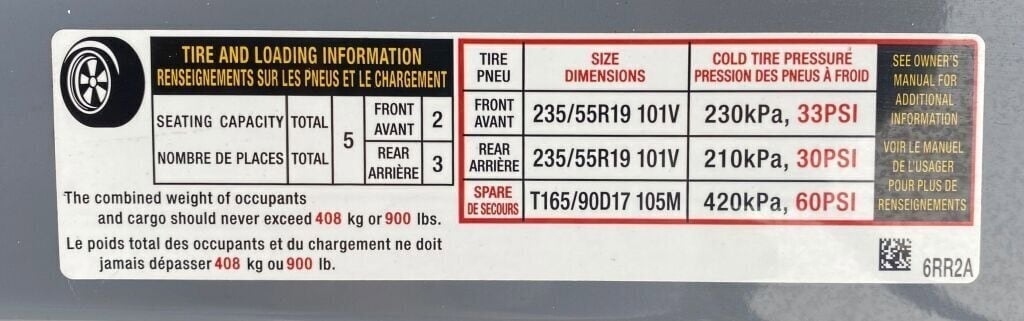 TIRE AND LOADING INFORMATION
RENSEIGNEMENTS SUR LES PNEUS ET LE CHARGEMENT
SEATING CAPACITY TOTAL 5 FRONT AVANT 2
NOMBRE DE PLACES TOTAL REAR ARRIÈRE 3
The combined weight of occupants
and cargo should never exceed 408 kg or 900 lbs.
Le poids total des occupants et du chargement ne doit
jamais dépasser 408 kg ou 900 lb.
TIRE PNEU SIZE DIMENSIONS COLD TIRE PRESSURE PRESSION DES PNEUS À FROID
FRONT AVANT 235/55R19 101V 230kPa, 33PSI
REAR ARRIÈRE 235/55R19 101V 210kPa, 30PSI
SPARE DE SECOURS T165/90D17 105M 420kPa, 60PSI
SEE OWNER'S
MANUAL FOR
ADDITIONAL
INFORMATION
VOIR LE MANUEL
DE L'USAGER
POUR PLUS DE
RENSEIGNEMENTS
6RR2A